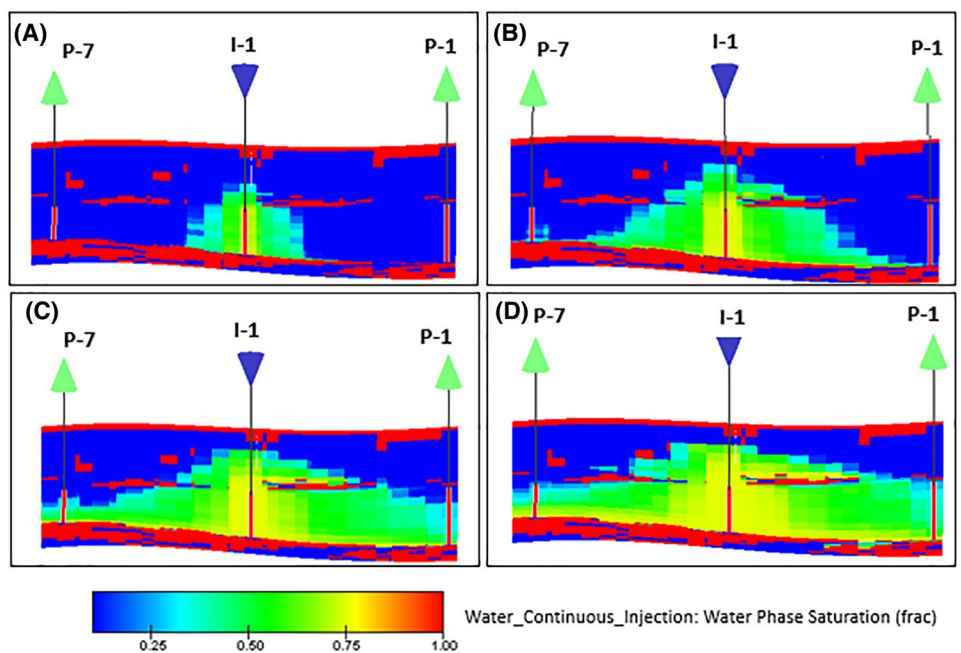 (A)
P-7
I-1
P-1
(B)
P-7
I-1
P-1
(C)
P-7
I-1
P-1
(D)
P-7
I-1
P-1
0.25 0.50 0.75 1.00
Water_Continuous_Injection: Water Phase Saturation (frac)